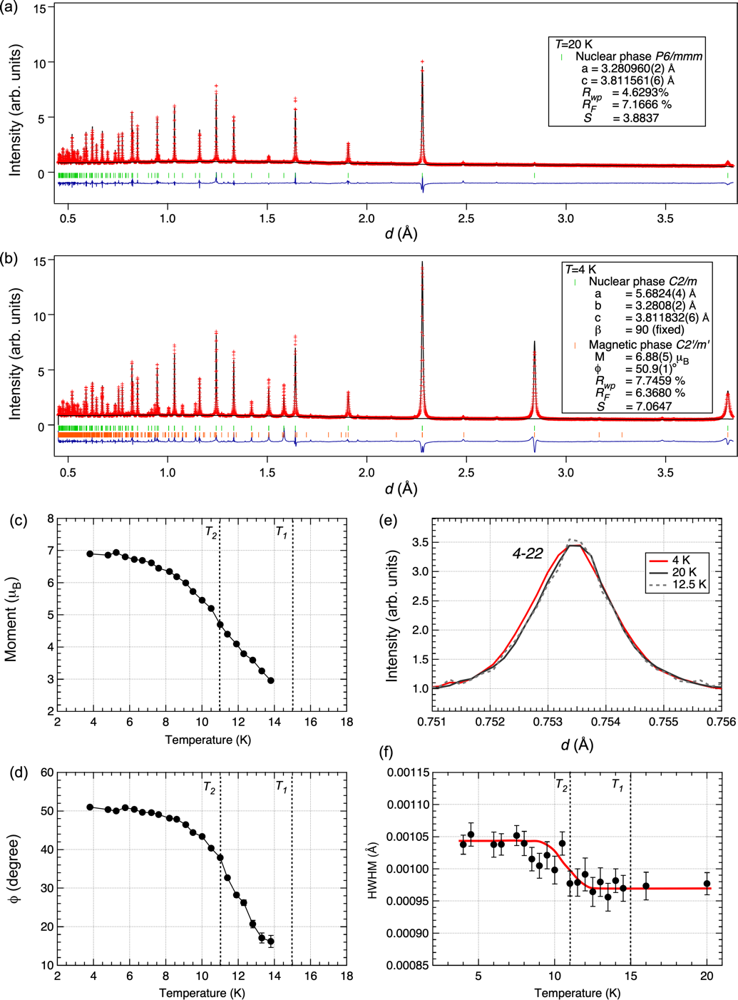 (a)
15
10
5
0
Intensity (arb. units)
T=20 K
Nuclear phase P6/mmm
a = 3.280960(2) Å
c = 3.811561(6) Å
Rwp = 4.6293%
RF = 7.1666 %
S = 3.8837
0.5 1.0 1.5 2.0 2.5 3.0 3.5
d (Å)
(b)
15
10
5
0
Intensity (arb. units)
T=4 K
Nuclear phase C2/m
a = 5.6824(4) Å
b = 3.2808(2) Å
c = 3.811832(6) Å
β = 90 (fixed)
Magnetic phase C2'/m'
M = 6.88(5) μB
ϕ = 50.9(1)°
Rwp = 7.7459 %
RF = 6.3680 %
S = 7.0647
0.5 1.0 1.5 2.0 2.5 3.0 3.5
d (Å)
(c)
8
7
6
5
4
3
2
Moment (μB)
T2
T1
2 4 6 8 10 12 14 16 18
Temperature (K)
(e)
3.5
3.0
2.5
2.0
1.5
1.0
Intensity (arb. units)
4-22
4 K
20 K
12.5 K
0.751 0.752 0.753 0.754 0.755 0.756
d (Å)
(d)
60
50
40
30
20
10
ϕ (degree)
T2
T1
2 4 6 8 10 12 14 16 18
Temperature (K)
(f)
0.00115
0.00110
0.00105
0.00100
0.00095
0.00090
0.00085
HWHM (Å)
T2
T1
5 10 15 20
Temperature (K)